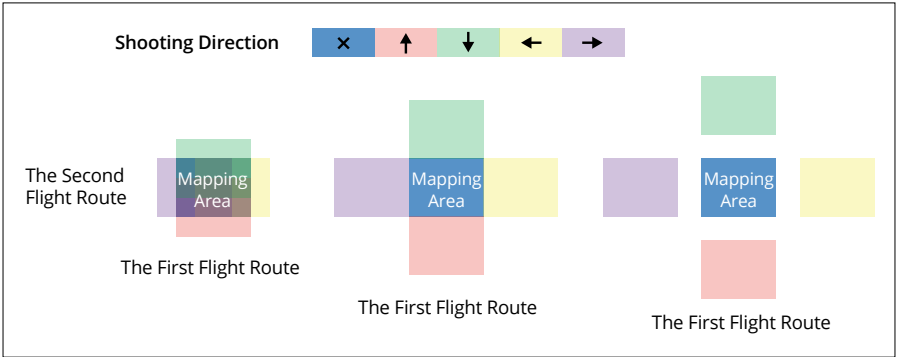 Shooting Direction
The Second
Flight Route
Mapping
Area
Mapping
Area
Mapping
Area
The First Flight Route
The First Flight Route
The First Flight Route